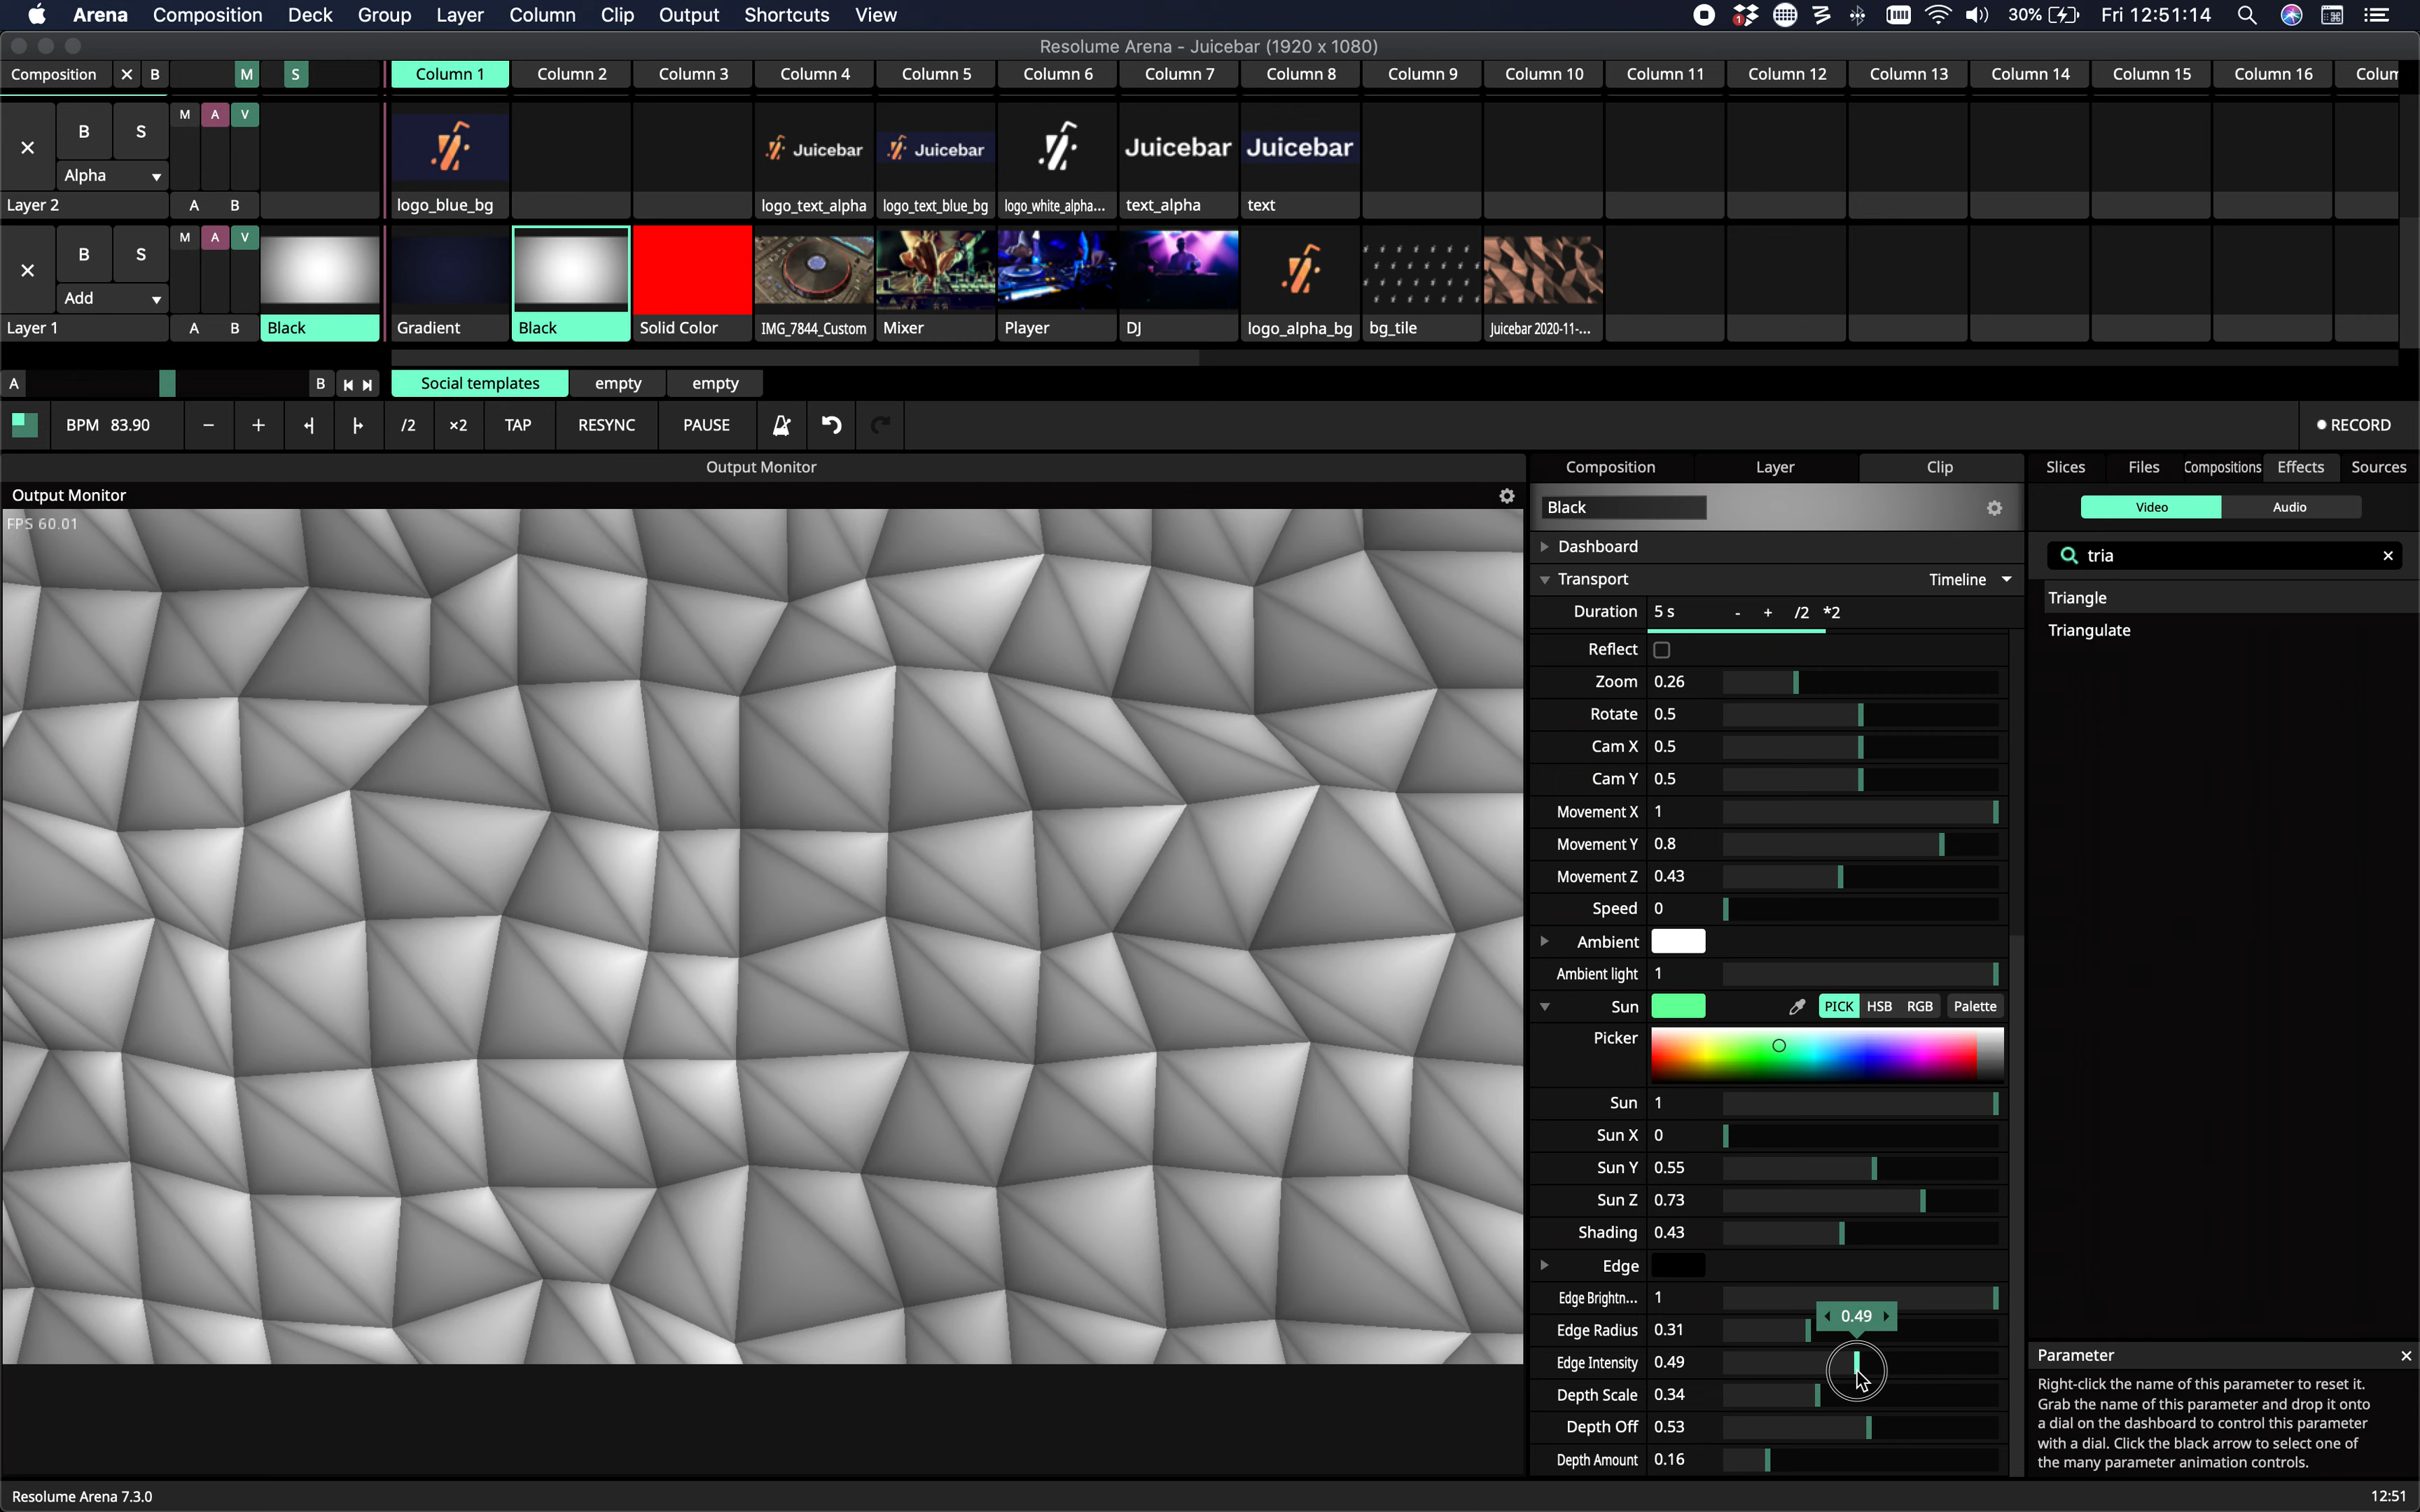 Arena Composition Deck Group Layer Column Clip Output Shortcuts View 1 30% Fri 12:51:14
Resolume Arena - Juicebar (1920 x 1080)
Composition B M S Column 1 Column 2 Column 3 Column 4 Column 5 Column 6 Column 7 Column 8 Column 9 Column 10 Column 11 Column 12 Column 13 Column 14 Column 15 Column 16 Colum
B S M A V
Juicebar Juicebar Juicebar Juicebar
Alpha
Layer 2 A B logo_blue_bg logo_text_alpha logo_text_blue_bg logo_white_alpha... text_alpha text
B S M A V
Add
Layer 1 A B Black Gradient Black Solid Color IMG_7844_Custom Mixer Player DJ logo_alpha_bg bg_tile Juicebar 2020-11-...
A B Social templates empty empty
BPM 83.90 − + /2 ×2 TAP RESYNC PAUSE RECORD
Output Monitor
Output Monitor
FPS 60.01
Composition Layer Clip
Black
Dashboard
Transport Timeline
Duration 5 s - + /2 *2
Reflect
Zoom 0.26
Rotate 0.5
Cam X 0.5
Cam Y 0.5
Movement X 1
Movement Y 0.8
Movement Z 0.43
Speed 0
Ambient
Ambient light 1
Sun PICK HSB RGB Palette
Picker
Sun 1
Sun X 0
Sun Y 0.55
Sun Z 0.73
Shading 0.43
Edge
Edge Brightn... 1
0.49
Edge Radius 0.31
Edge Intensity 0.49
Depth Scale 0.34
Depth Off 0.53
Depth Amount 0.16
Slices Files Compositions Effects Sources
Video Audio
tria
Triangle
Triangulate
Parameter
Right-click the name of this parameter to reset it.
Grab the name of this parameter and drop it onto
a dial on the dashboard to control this parameter
with a dial. Click the black arrow to select one of
the many parameter animation controls.
Resolume Arena 7.3.0 12:51